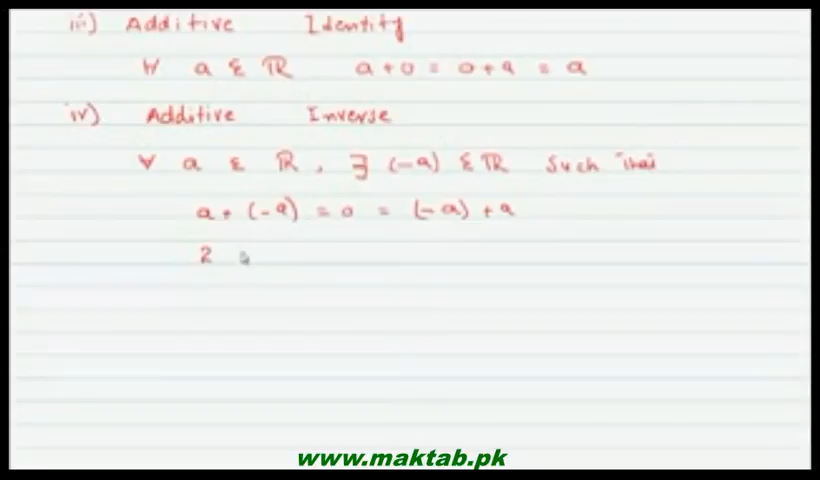 iii) Additive Identity
∀ a ε ℝ a + 0 = 0 + a = a
iv) Additive Inverse
∀ a ε ℝ , ∃ (-a) ε ℝ Such that
a + (-a) = 0 = (-a) + a
2
www.maktab.pk